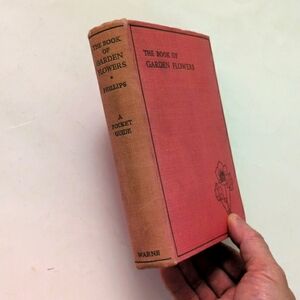 THE BOOK
OF
GARDEN
FLOWERS
PHILLIPS
A
POCKET
GUIDE
WARNE
THE BOOK OF
GARDEN FLOWERS